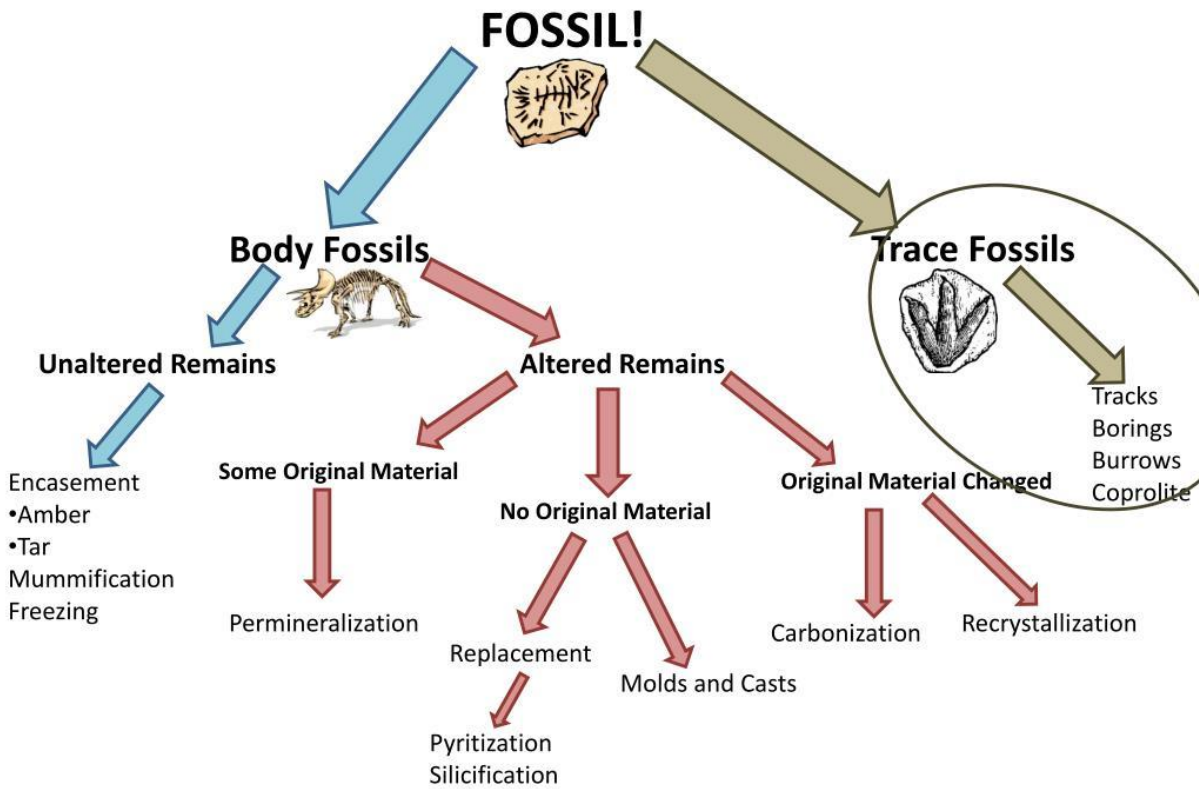 FOSSIL!
Body Fossils
Trace Fossils
Unaltered Remains
Altered Remains
Tracks
Borings
Burrows
Coprolite
Some Original Material
No Original Material
Original Material Changed
Encasement
•Amber
•Tar
Mummification
Freezing
Permineralization
Replacement
Molds and Casts
Carbonization
Recrystallization
Pyritization
Silicification